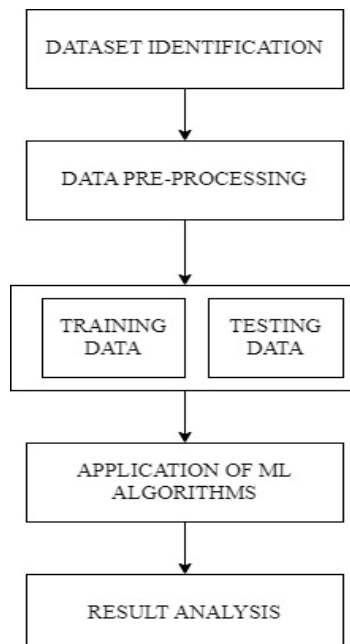 DATASET IDENTIFICATION
DATA PRE-PROCESSING
TRAINING
DATA
TESTING
DATA
APPLICATION OF ML
ALGORITHMS
RESULT ANALYSIS